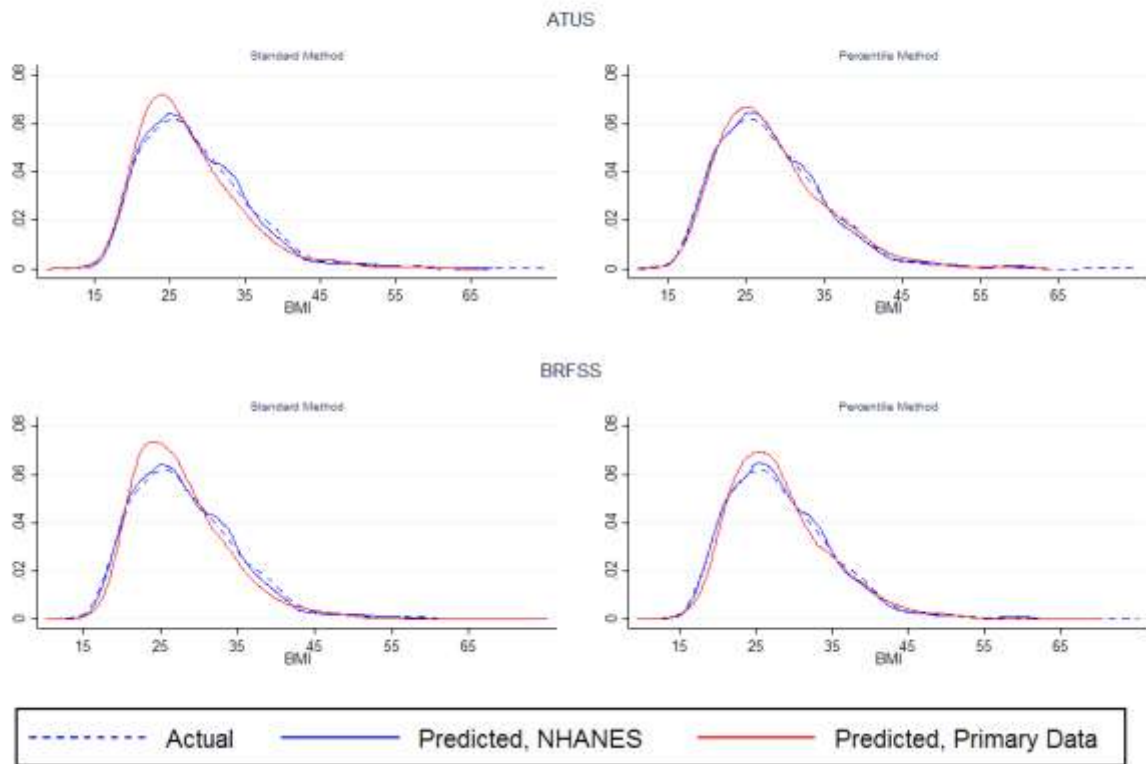 ATUS
Standard Method
Percentile Method
.08
.06
.04
.02
0
15 25 35 45 55 65
BMI
.08
.06
.04
.02
0
15 25 35 45 55 65
BMI
BRFSS
Standard Method
Percentile Method
.08
.06
.04
.02
0
15 25 35 45 55 65
BMI
.08
.06
.04
.02
0
15 25 35 45 55 65
BMI
Actual Predicted, NHANES Predicted, Primary Data